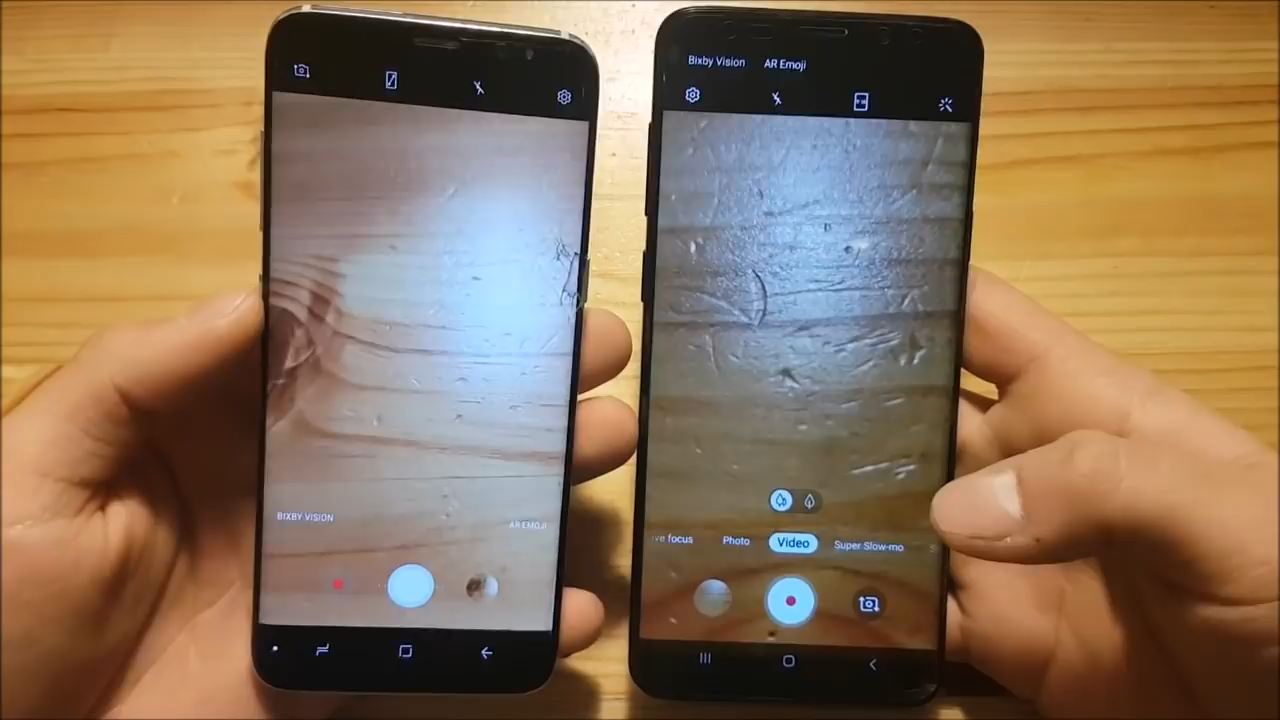 Bixby Vision AR Emoji
BIXBY VISION
AR EMOJI
ve focus Photo Video Super Slow-mo